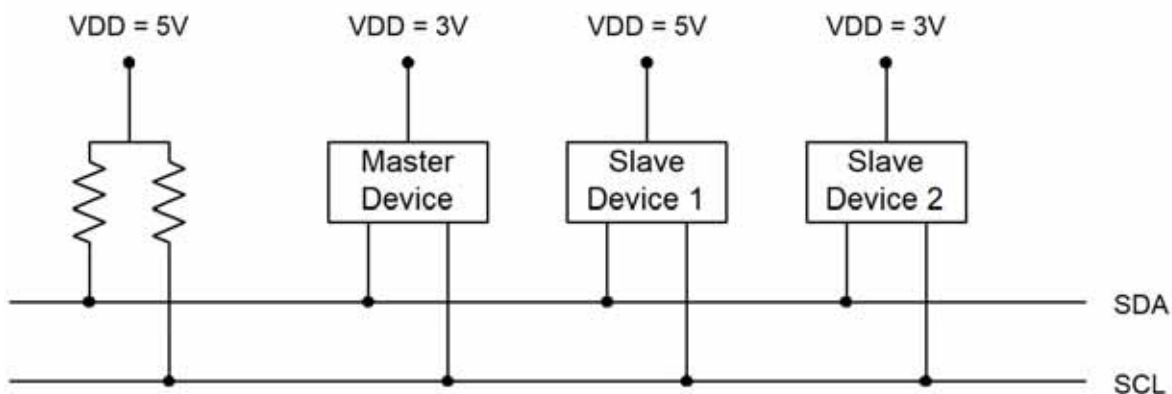 VDD = 5V
VDD = 3V
VDD = 5V
VDD = 3V
Master
Device
Slave
Device 1
Slave
Device 2
SDA
SCL